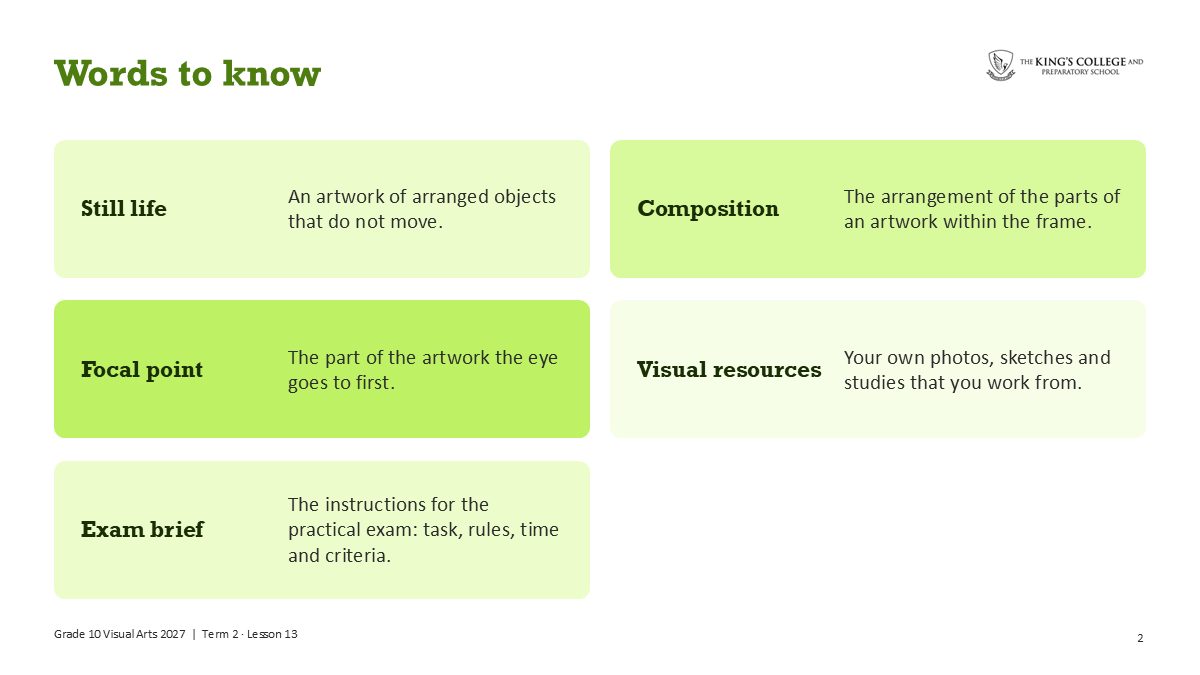 Words to know
THE KING'S COLLEGE AND
PREPARATORY SCHOOL
Still life
An artwork of arranged objects
that do not move.
Composition
The arrangement of the parts of
an artwork within the frame.
Focal point
The part of the artwork the eye
goes to first.
Visual resources
Your own photos, sketches and
studies that you work from.
Exam brief
The instructions for the
practical exam: task, rules, time
and criteria.
Grade 10 Visual Arts 2027 | Term 2 · Lesson 13
2